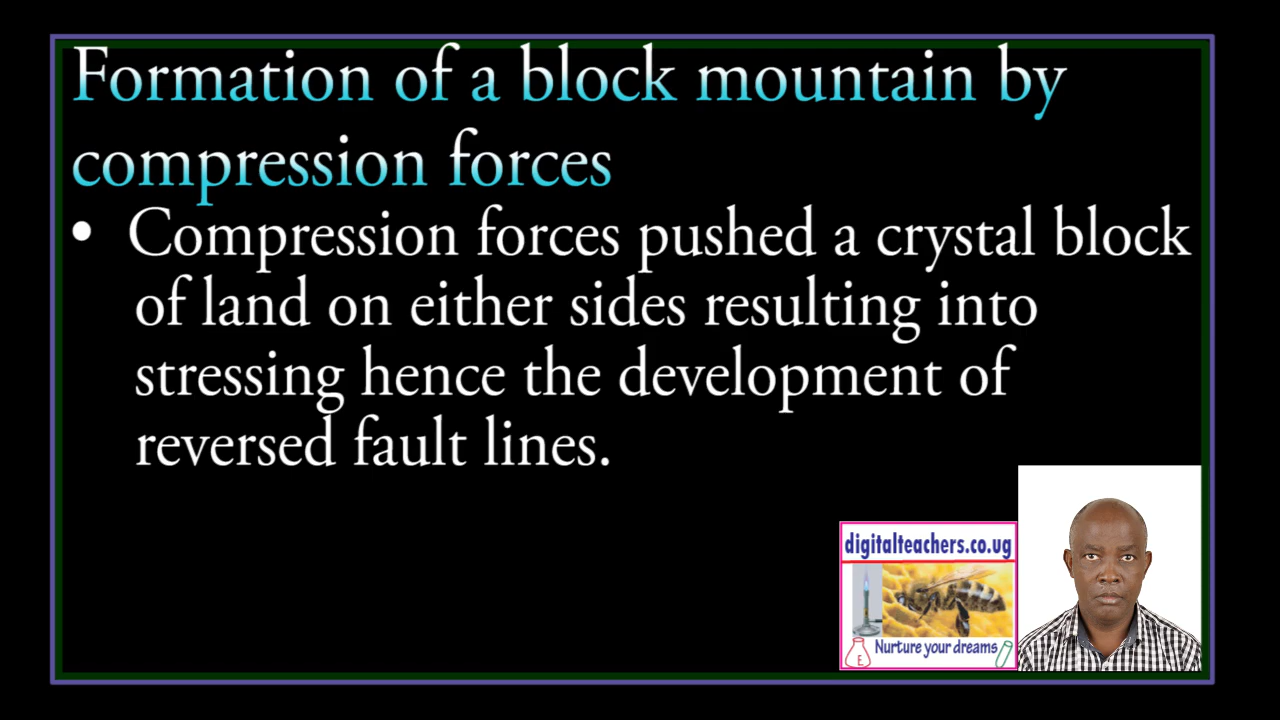 Formation of a block mountain by
compression forces
• Compression forces pushed a crystal block
of land on either sides resulting into
stressing hence the development of
reversed fault lines.
digitalteachers.co.ug
E
Nurture your dreams